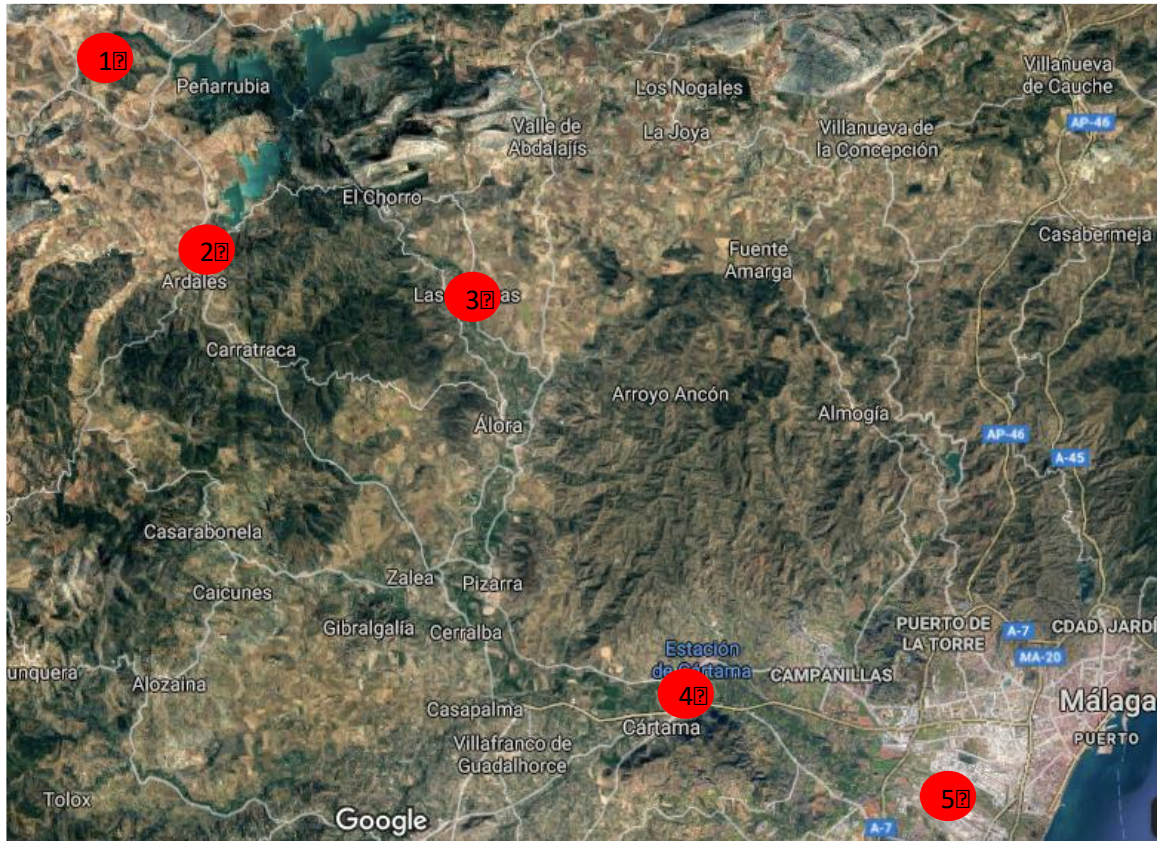 1
Peñarrubia
Los Nogales
Villanueva
de Cauche
AP-46
Valle de
Abdalajís
La Joya
Villanueva de
la Concepción
El Chorro
2
Ardales
Fuente
Amarga
Casabermeja
Las
as
3
Carratraca
Arroyo Ancón
Almogía
Álora
AP-46
A-45
Casarabonela
Zalea
Pizarra
Caicunes
Gibralgalía
Cerralba
PUERTO DE
LA TORRE
A-7
CDAD. JARDÍ
MA-20
Estación
de Cártama
unquera
Alozaina
CAMPANILLAS
4
Casapalma
Cártama
Málaga
PUERTO
Villafranco de
Guadalhorce
Tolox
Google
5
A-7